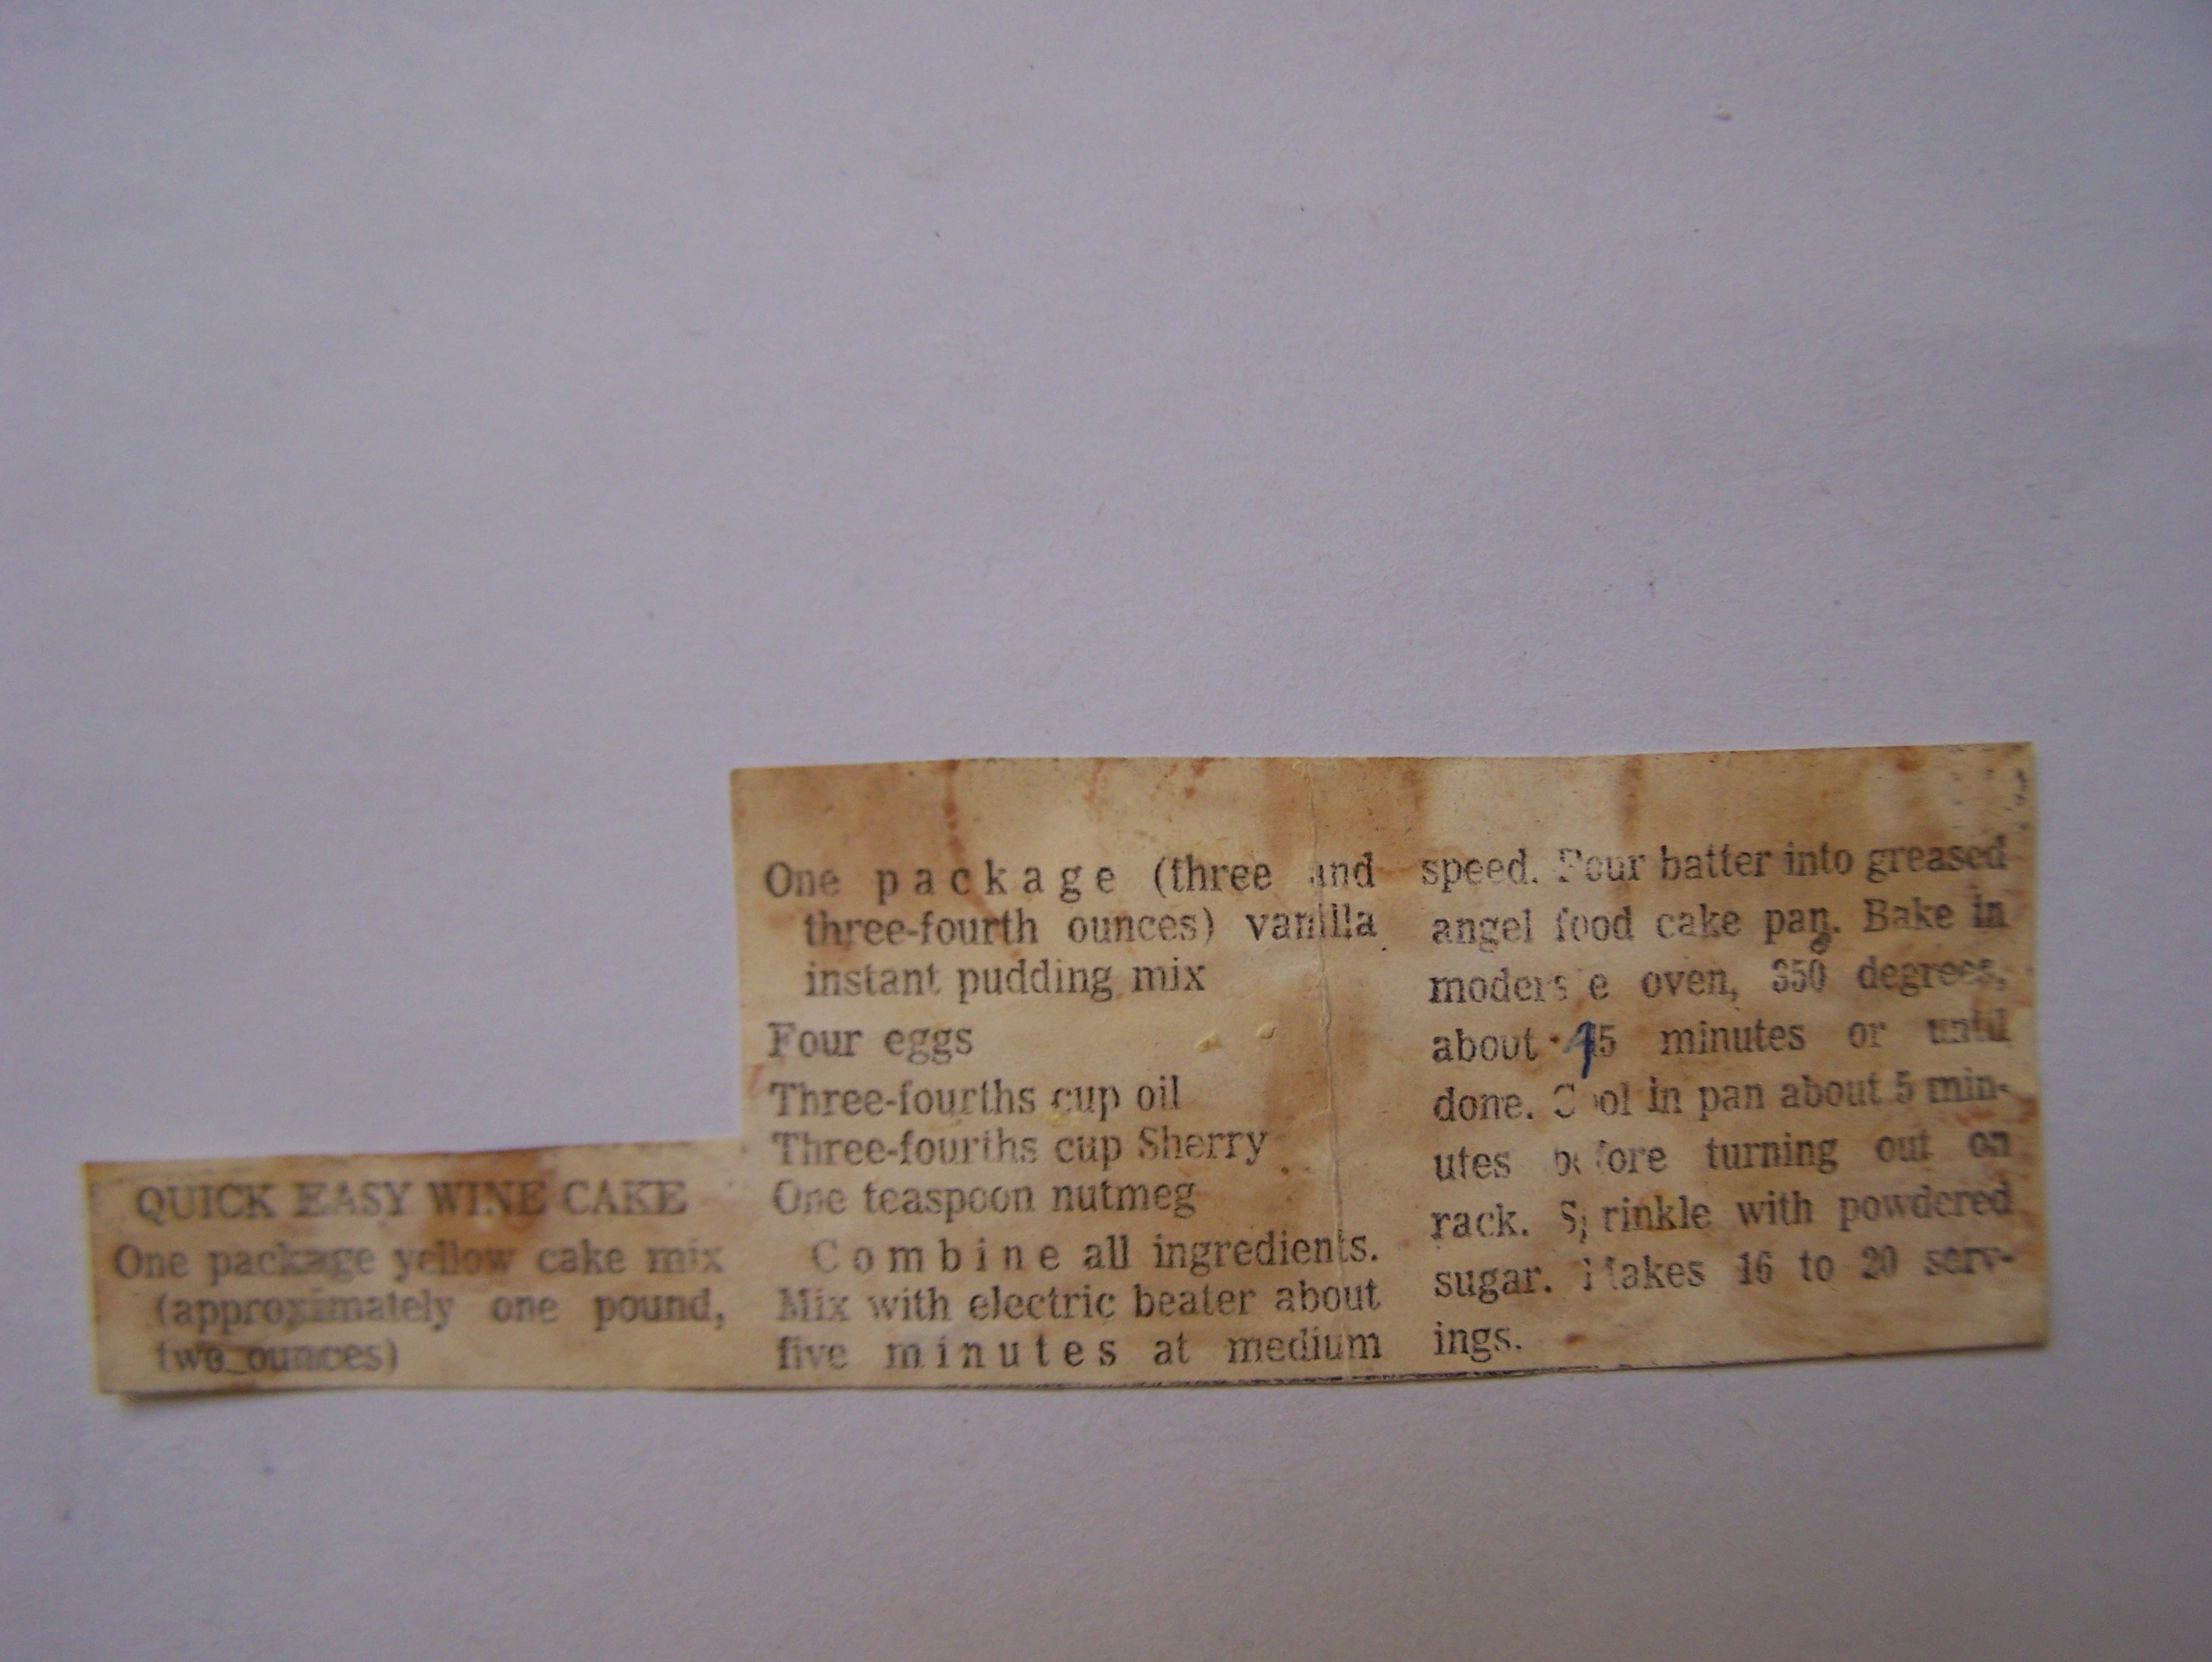 QUICK EASY WINE CAKE
One package yellow cake mix
(approximately one pound,
two ounces)
One package (three and
three-fourth ounces) vanilla
instant pudding mix
Four eggs
Three-fourths cup oil
Three-fourths cup Sherry
One teaspoon nutmeg
Combine all ingredients.
Mix with electric beater about
five minutes at medium
speed. Pour batter into greased
angel food cake pan. Bake in
moderate oven, 350 degrees,
about 45 minutes or until
done. Cool in pan about 5 min-
utes before turning out on
rack. Sprinkle with powdered
sugar. Makes 16 to 20 serv-
ings.